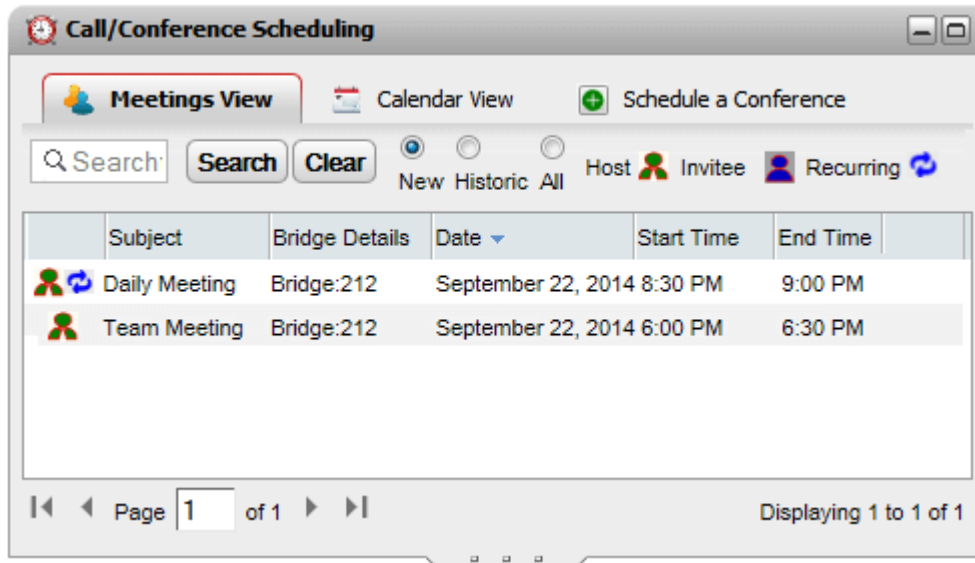 Call/Conference Scheduling
Meetings View Calendar View Schedule a Conference
Search Search Clear New Historic All Host Invitee Recurring
Subject Bridge Details Date Start Time End Time
Daily Meeting Bridge:212 September 22, 2014 8:30 PM 9:00 PM
Team Meeting Bridge:212 September 22, 2014 6:00 PM 6:30 PM
Page 1 of 1 Displaying 1 to 1 of 1